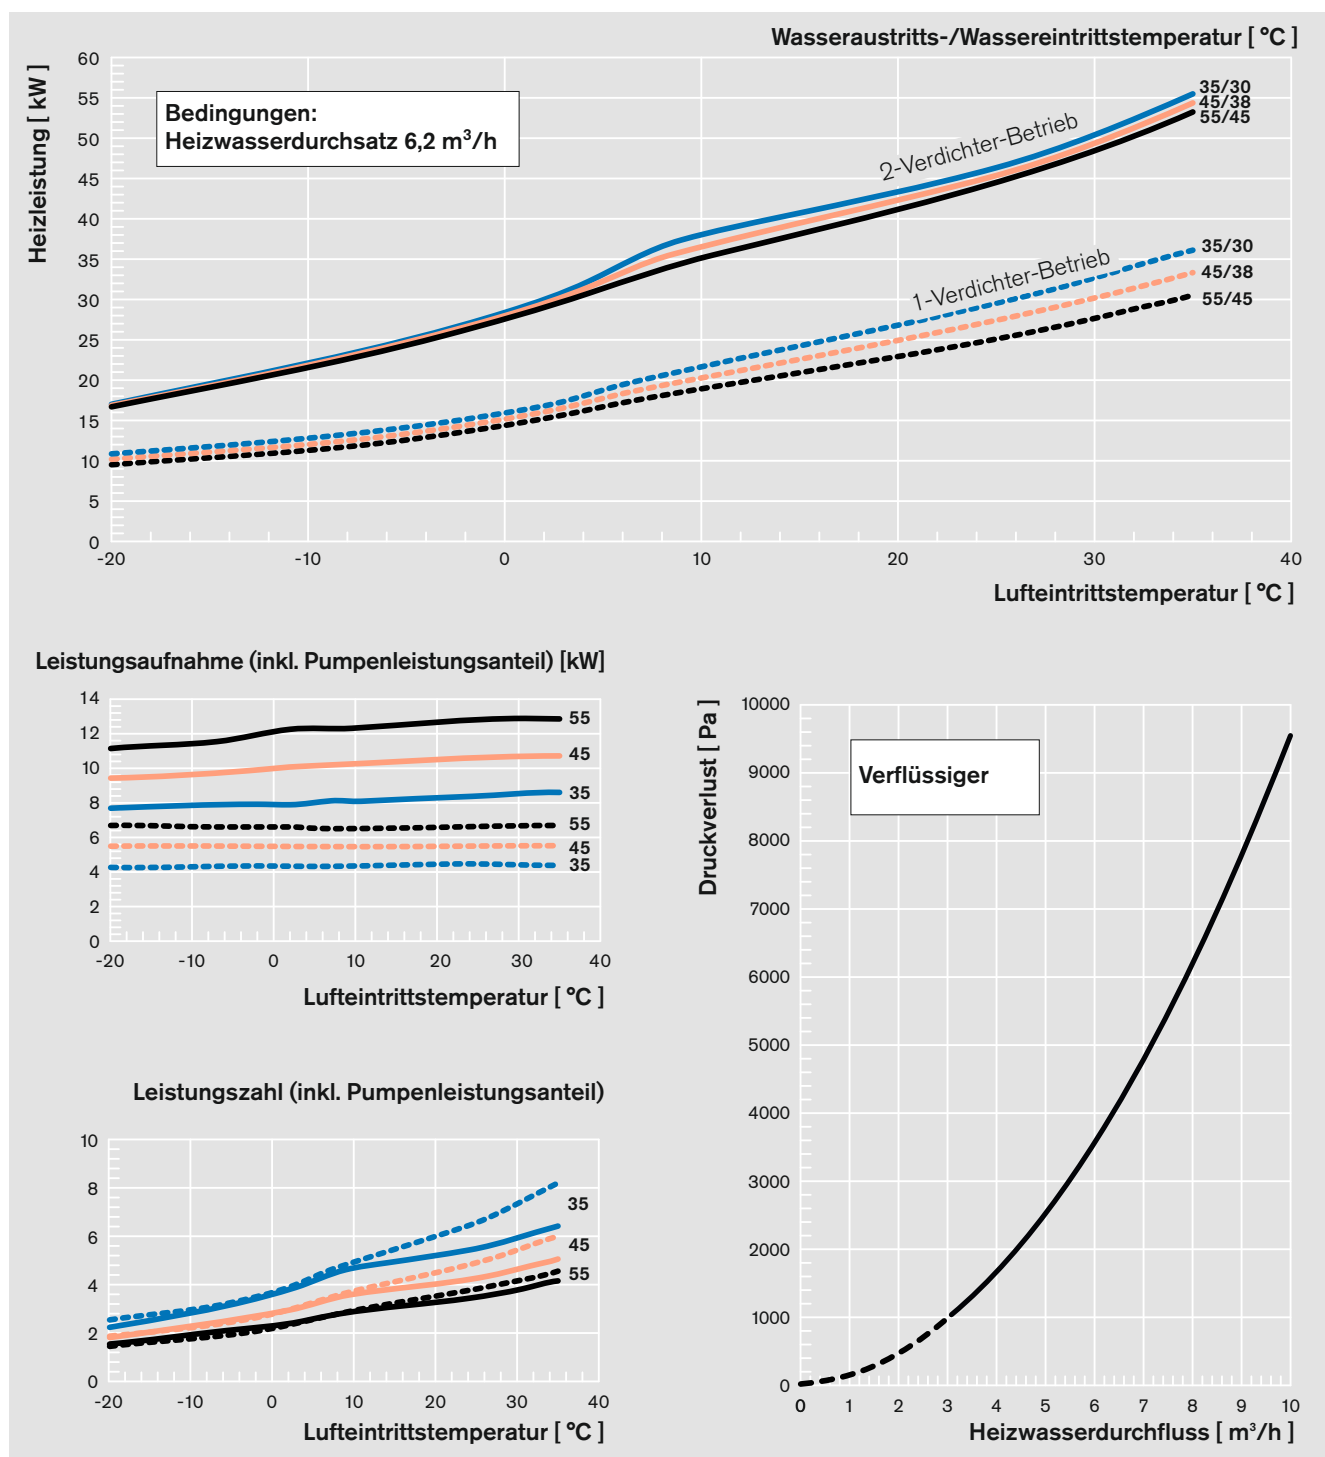 Wasseraustritts-/Wassereintrittstemperatur [ °C ]
Heizleistung [ kW ]
60
55
50
45
40
35
30
25
20
15
10
5
0
Bedingungen:
Heizwasserdurchsatz 6,2 m³/h
2-Verdichter-Betrieb
35/30
45/38
55/45
1-Verdichter-Betrieb
35/30
45/38
55/45
-20 -10 0 10 20 30 40
Lufteintrittstemperatur [ °C ]
Leistungsaufnahme (inkl. Pumpenleistungsanteil) [kW]
14
12
10
8
6
4
2
0
55
45
35
55
45
35
-20 -10 0 10 20 30 40
Lufteintrittstemperatur [ °C ]
Leistungszahl (inkl. Pumpenleistungsanteil)
10
8
6
4
2
0
35
45
55
-20 -10 0 10 20 30 40
Lufteintrittstemperatur [ °C ]
Druckverlust [ Pa ]
10000
9000
8000
7000
6000
5000
4000
3000
2000
1000
0
Verflüssiger
0 1 2 3 4 5 6 7 8 9 10
Heizwasserdurchfluss [ m³/h ]